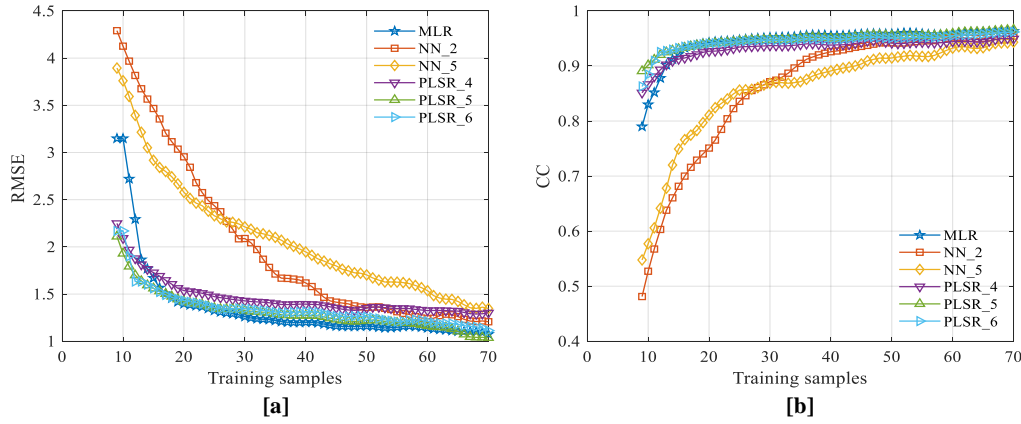 4.5
4
3.5
3
2.5
2
1.5
1
RMSE
0 10 20 30 40 50 60 70
Training samples
MLR
NN_2
NN_5
PLSR_4
PLSR_5
PLSR_6
[a]
1
0.9
0.8
0.7
0.6
0.5
0.4
CC
0 10 20 30 40 50 60 70
Training samples
MLR
NN_2
NN_5
PLSR_4
PLSR_5
PLSR_6
[b]